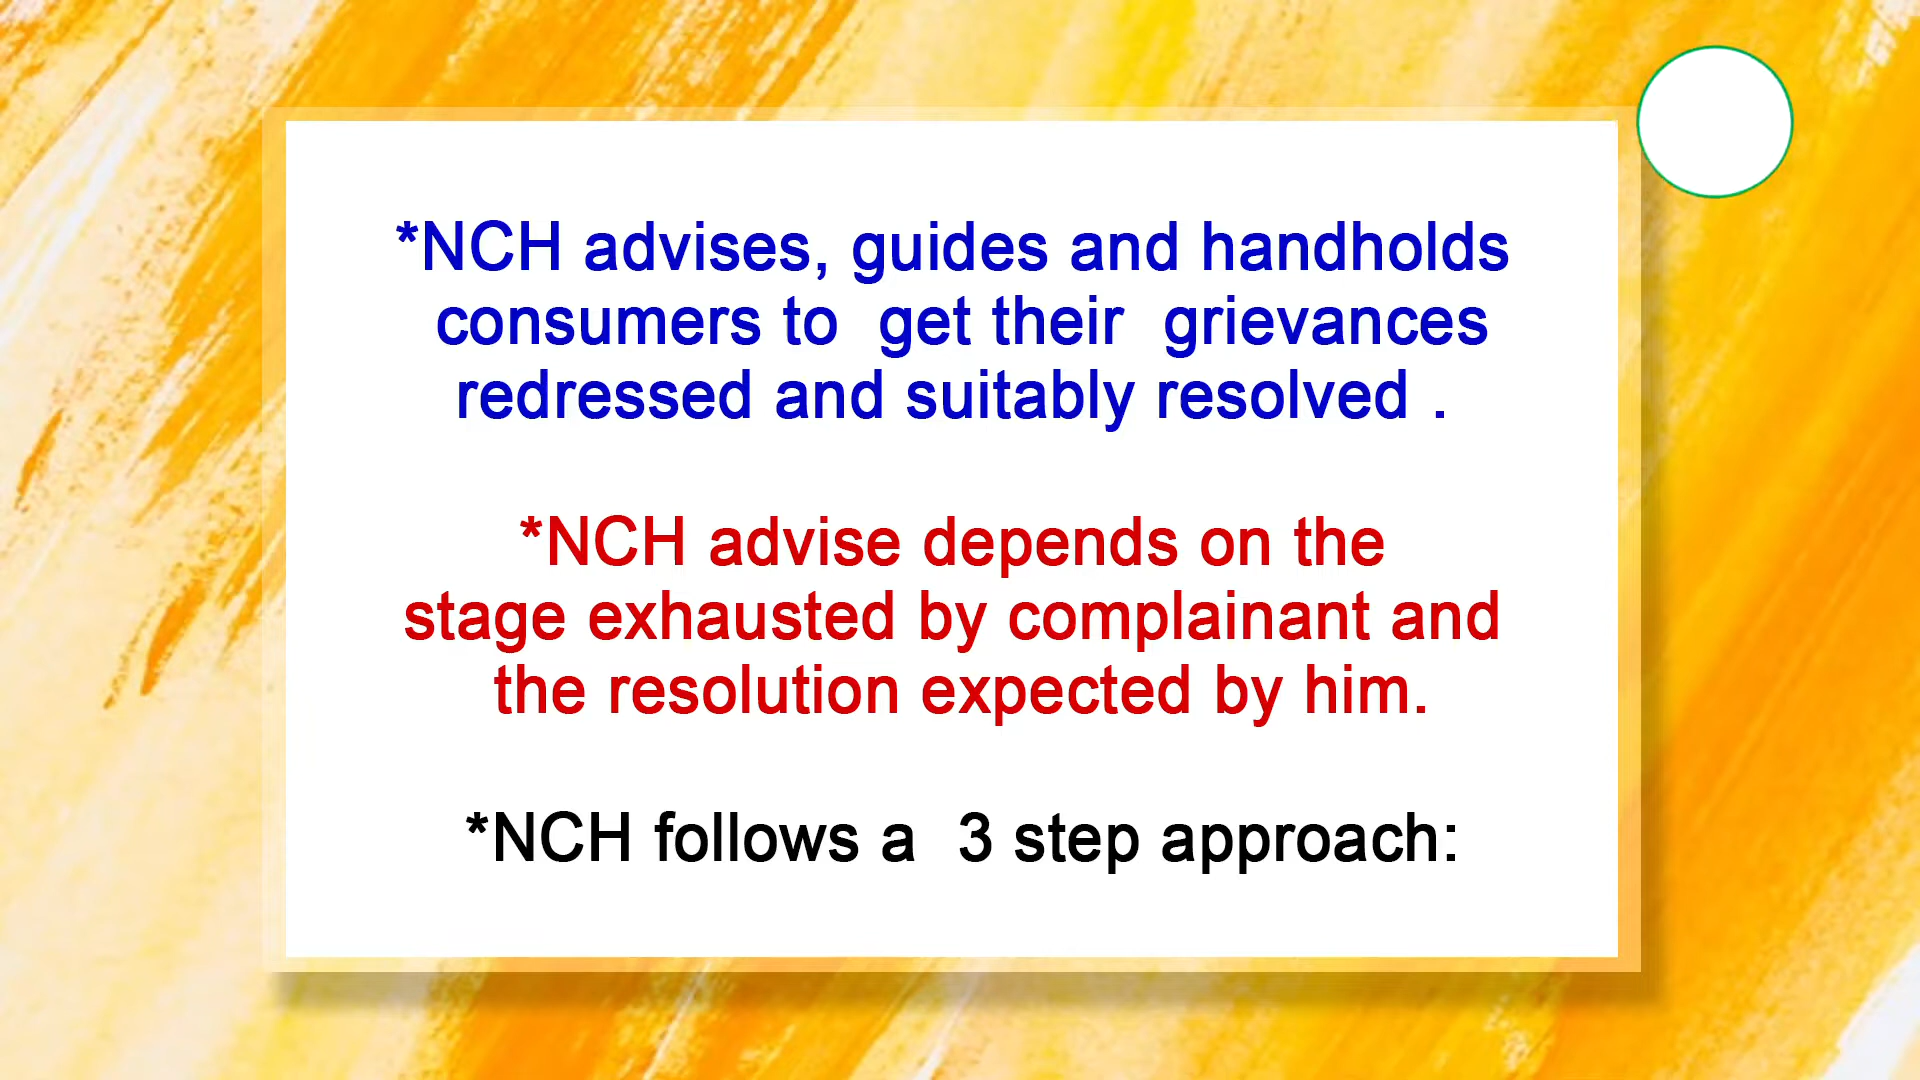 *NCH advises, guides and handholds
consumers to  get their  grievances
redressed and suitably resolved .
*NCH advise depends on the
stage exhausted by complainant and
the resolution expected by him.
*NCH follows a  3 step approach: